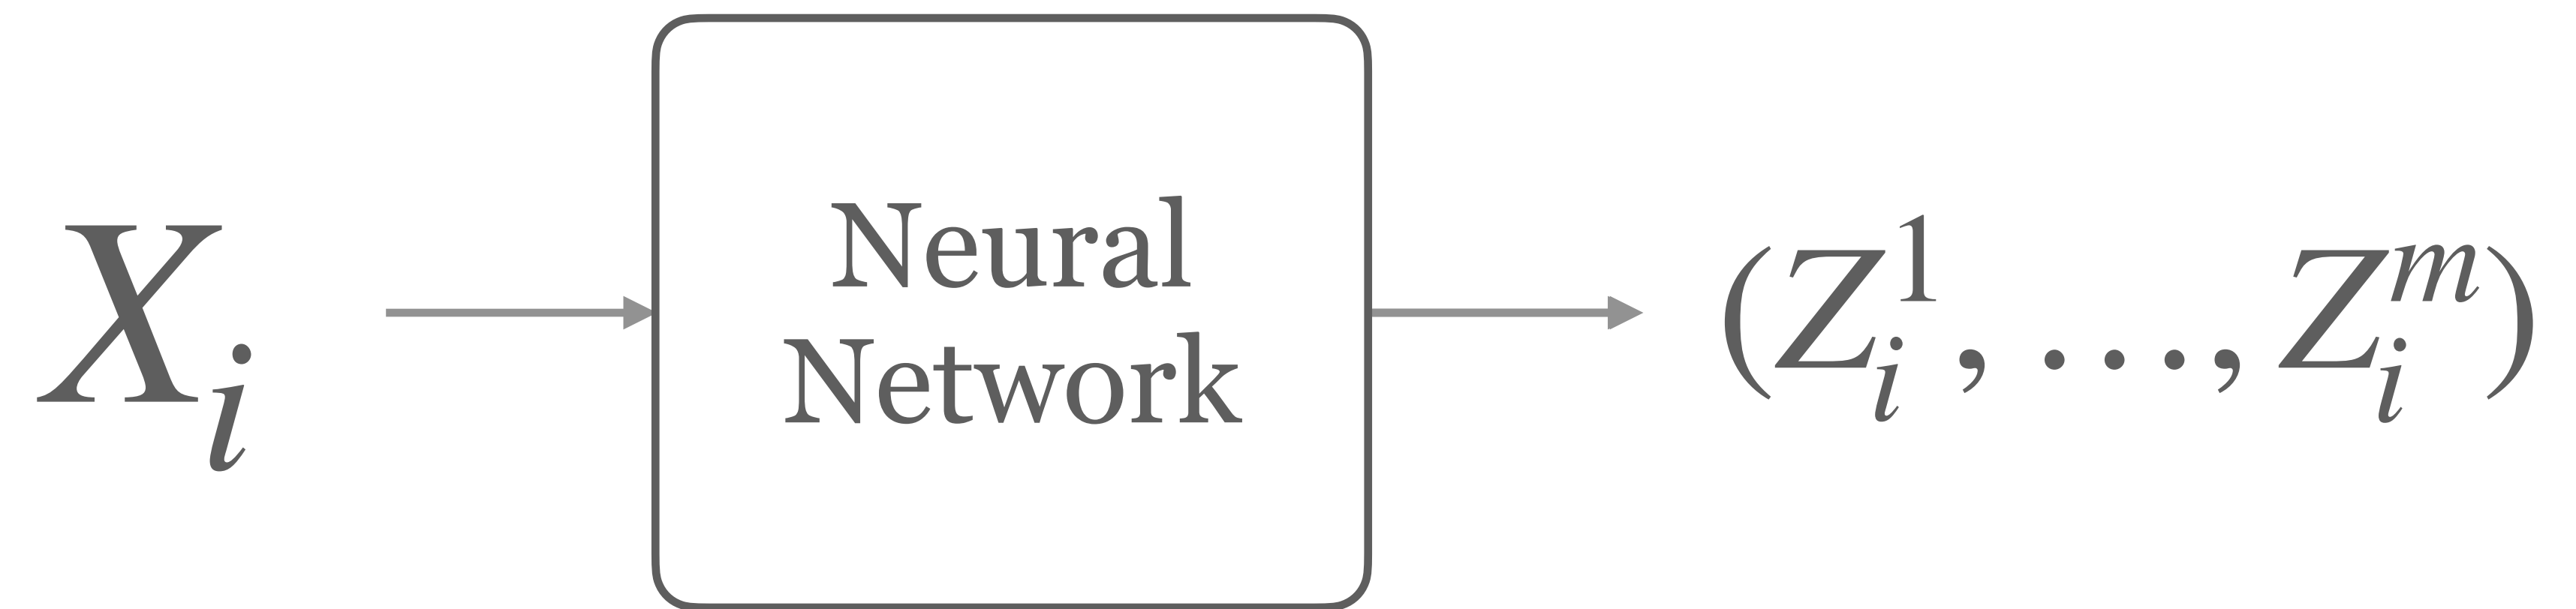 X_i
Neural
Network
(Z_i^1, ..., Z_i^m)